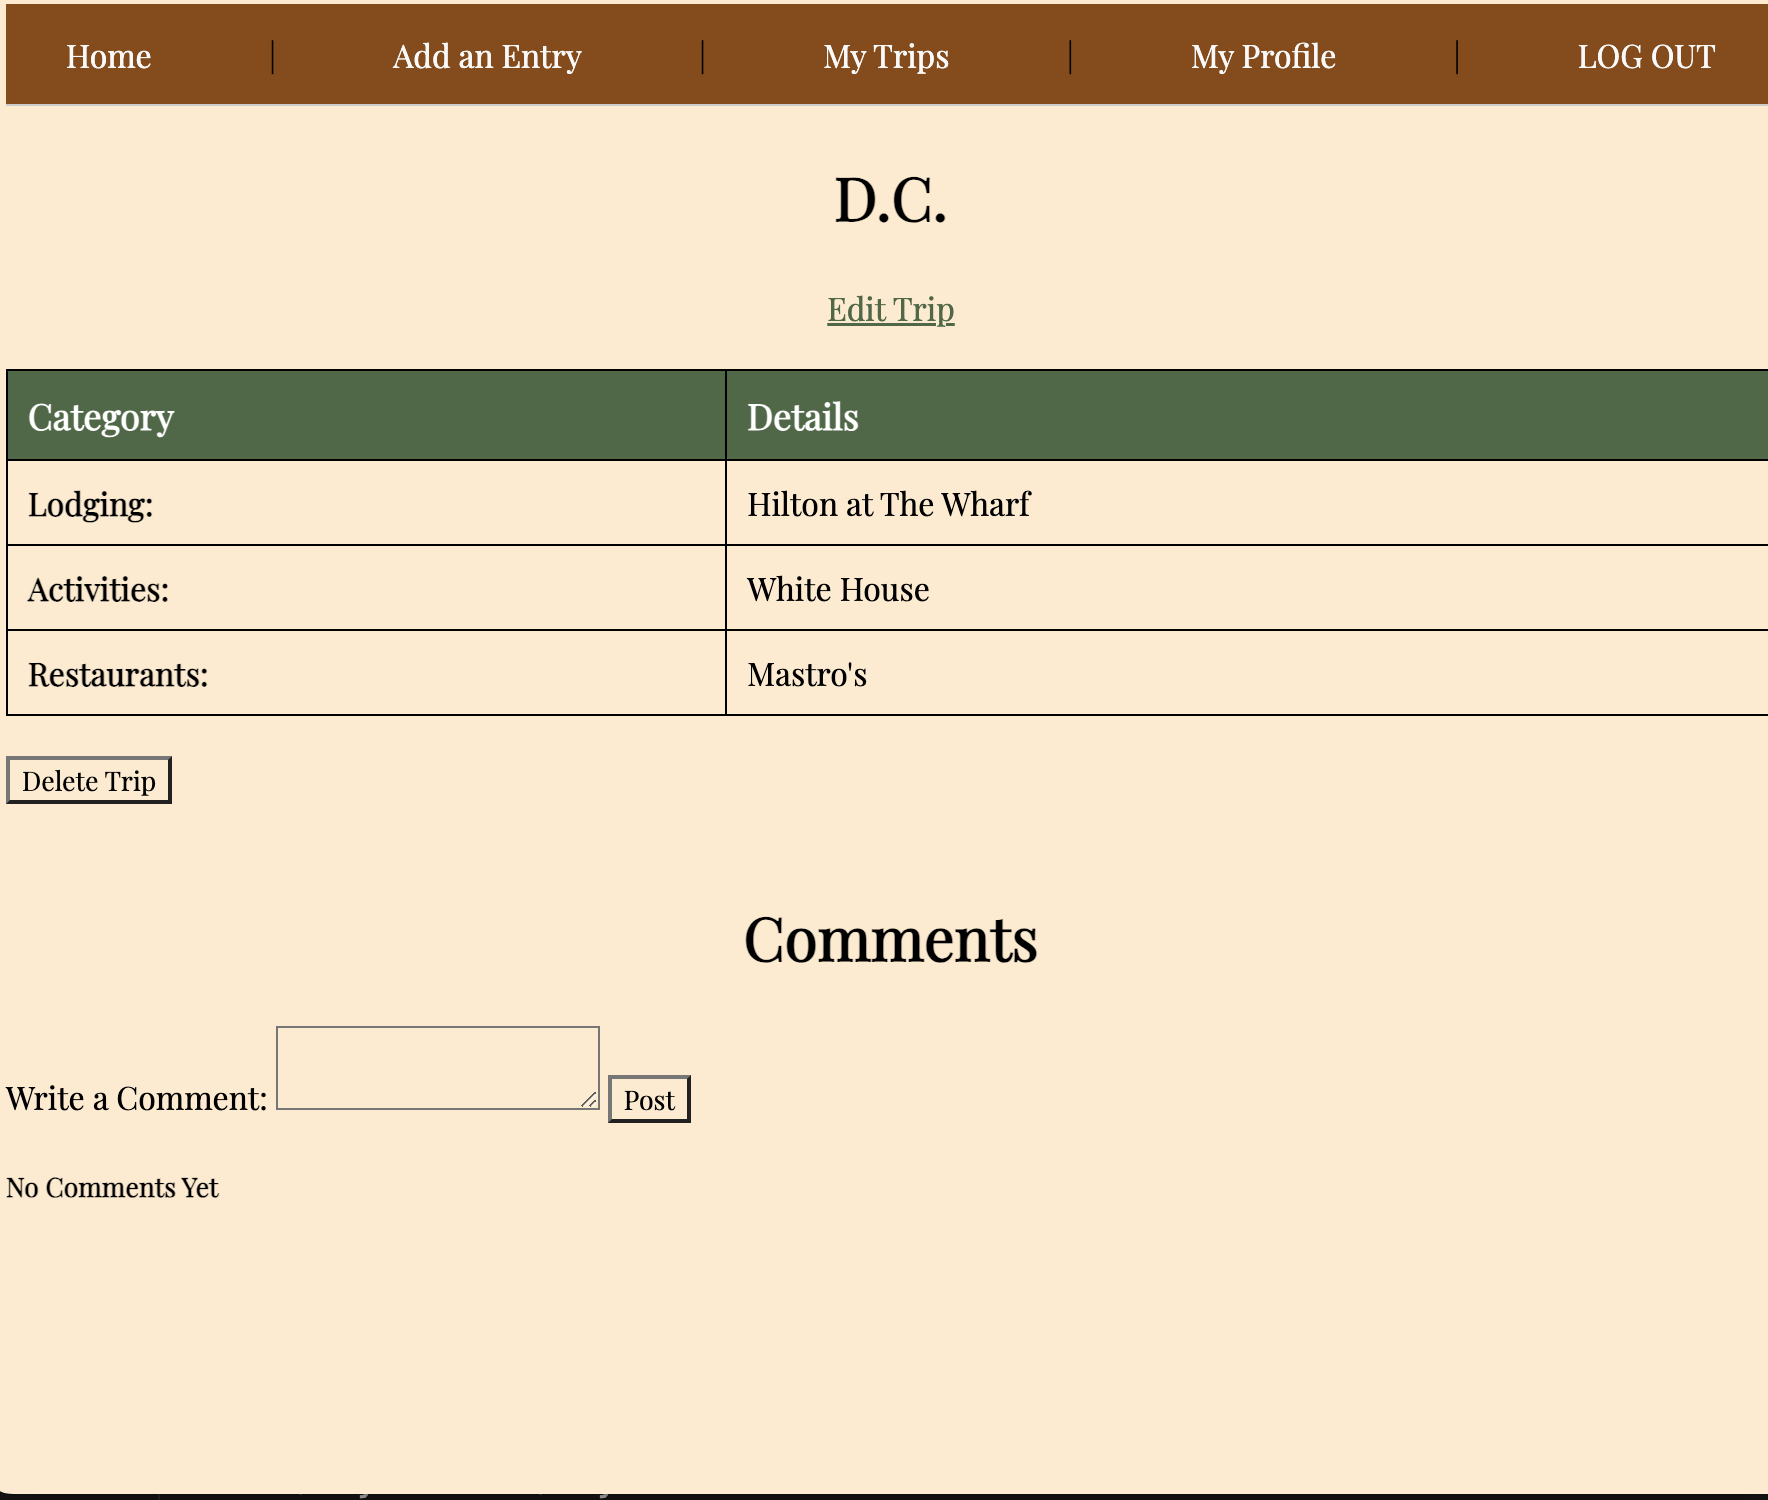 Home | Add an Entry | My Trips | My Profile | LOG OUT
D.C.
Edit Trip
Category Details
Lodging: Hilton at The Wharf
Activities: White House
Restaurants: Mastro's
Delete Trip
Comments
Write a Comment: Post
No Comments Yet